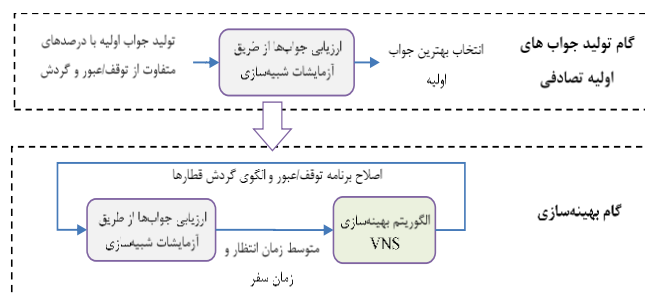 گام تولید جواب های
اولیه تصادفی
تولید جواب اولیه با درصدهای
متفاوت از توقف/عبور و گردش
ارزیابی جواب‌ها از طریق
آزمایشات شبیه‌سازی
انتخاب بهترین جواب
اولیه
گام بهینه‌سازی
اصلاح برنامه توقف/عبور و الگوی گردش قطارها
ارزیابی جواب‌ها از طریق
آزمایشات شبیه‌سازی
متوسط زمان انتظار و
زمان سفر
الگوریتم بهینه‌سازی
VNS